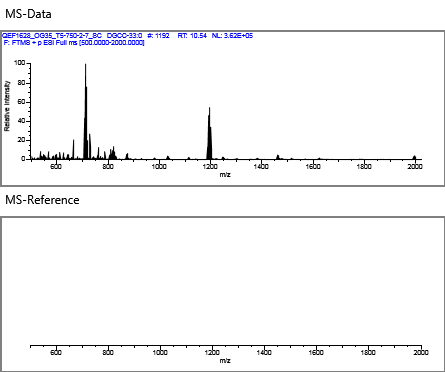 MS-Data
QEF1628_OG35_T5-750-2-7_BC DGCC-33:0 #: 1192 RT: 10.54 NL: 3.62E+05
F: FTMS + p ESI Full ms [500.0000-2000.0000]
100
80
60
40
20
0
Relative Intensity
600 800 1000 1200 1400 1600 1800 2000
m/z
MS-Reference
600 800 1000 1200 1400 1600 1800 2000
m/z